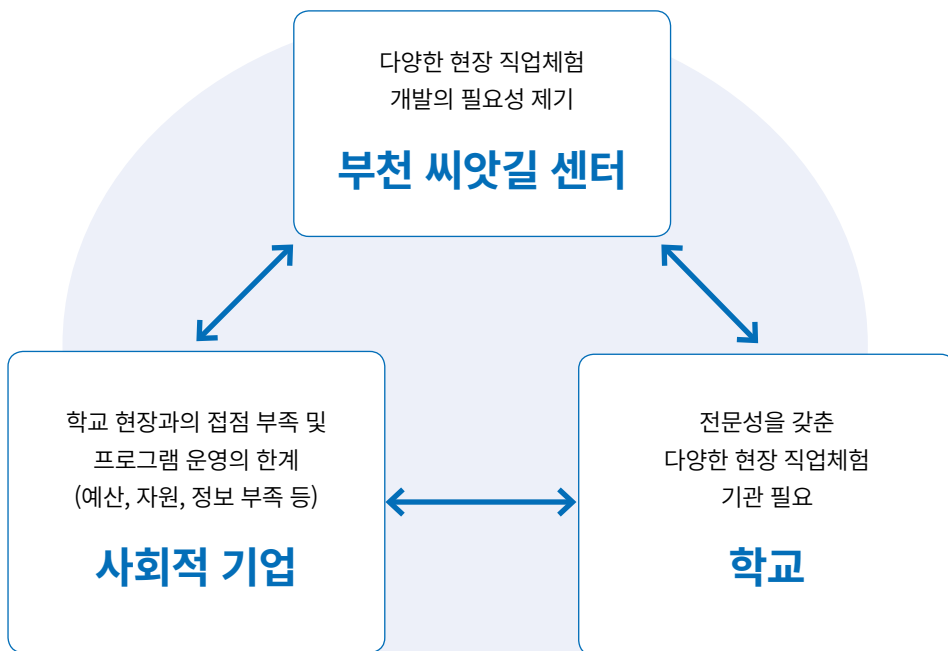 다양한 현장 직업체험
개발의 필요성 제기
부천 씨앗길 센터
학교 현장과의 접점 부족 및
프로그램 운영의 한계
(예산, 자원, 정보 부족 등)
사회적 기업
전문성을 갖춘
다양한 현장 직업체험
기관 필요
학교